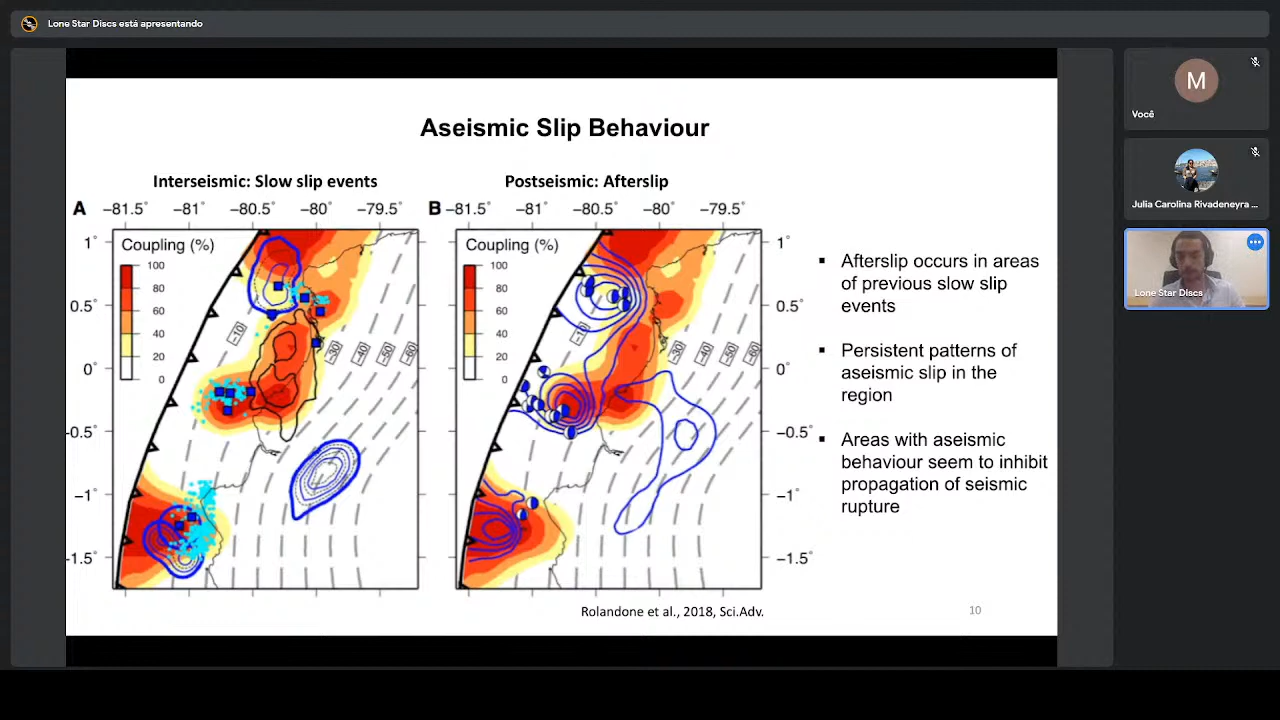 Lone Star Discs está apresentando
Aseismic Slip Behaviour
Interseismic: Slow slip events
Postseismic: Afterslip
A
−81.5˚ −81˚ −80.5˚ −80˚ −79.5˚
B
−81.5˚ −81˚ −80.5˚ −80˚ −79.5˚
1˚
0.5˚
0˚
-0.5˚
−1˚
-1.5˚
Coupling (%)
100
80
60
40
20
0
−10
−30
−40
−50
−60
Coupling (%)
100
80
60
40
20
0
−10
−30
−40
−50
−60
1˚
0.5˚
0˚
−0.5˚
−1˚
−1.5˚
▪ Afterslip occurs in areas
of previous slow slip
events
▪ Persistent patterns of
aseismic slip in the
region
▪ Areas with aseismic
behaviour seem to inhibit
propagation of seismic
rupture
Rolandone et al., 2018, Sci.Adv.
10
M
Você
Julia Carolina Rivadeneyra ...
Lone Star Discs